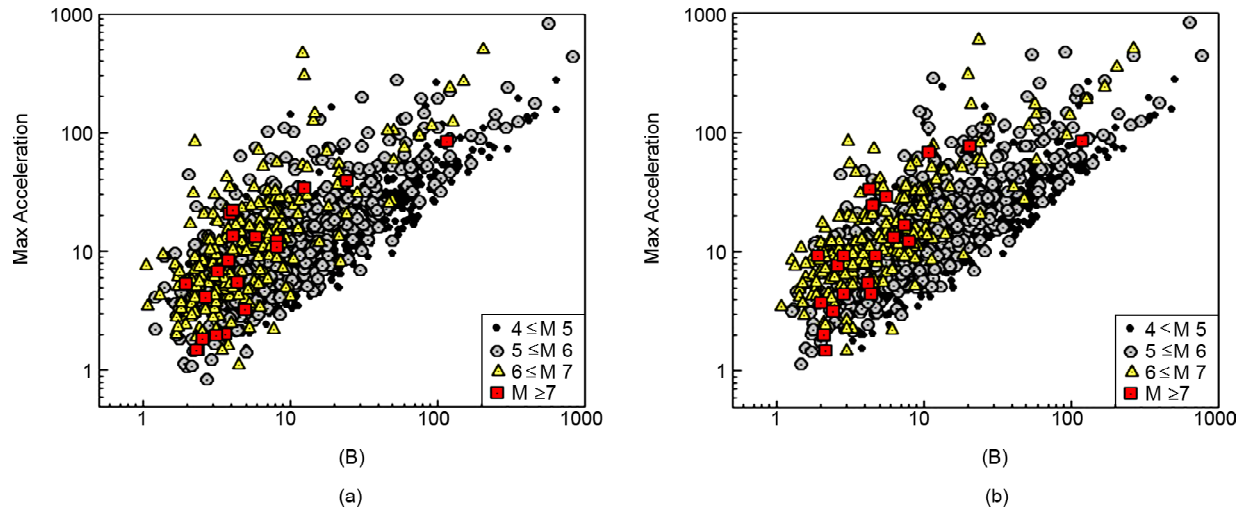 1000
100
10
1
Max Acceleration
4 ≤ M 5
5 ≤M 6
6 ≤ M 7
M ≥7
1 10 100 1000
(B)
(a)
1000
100
10
1
Max Acceleration
4 < M 5
5 ≤M 6
6 ≤ M 7
M ≥7
1 10 100 1000
(B)
(b)